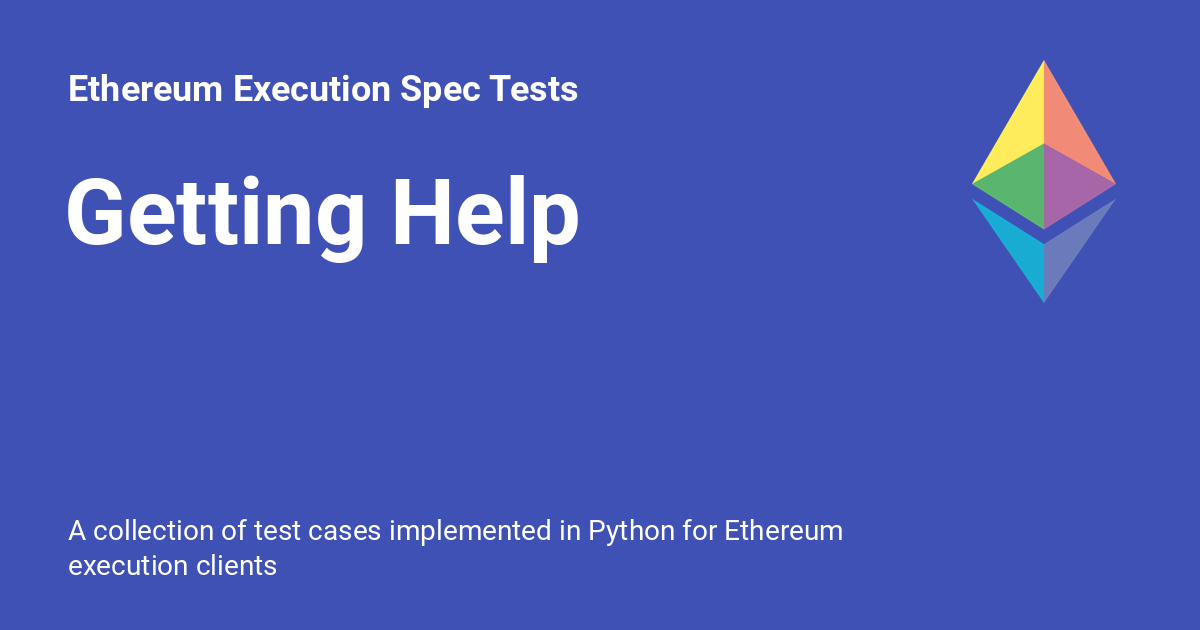 Ethereum Execution Spec Tests
Getting Help
A collection of test cases implemented in Python for Ethereum
execution clients